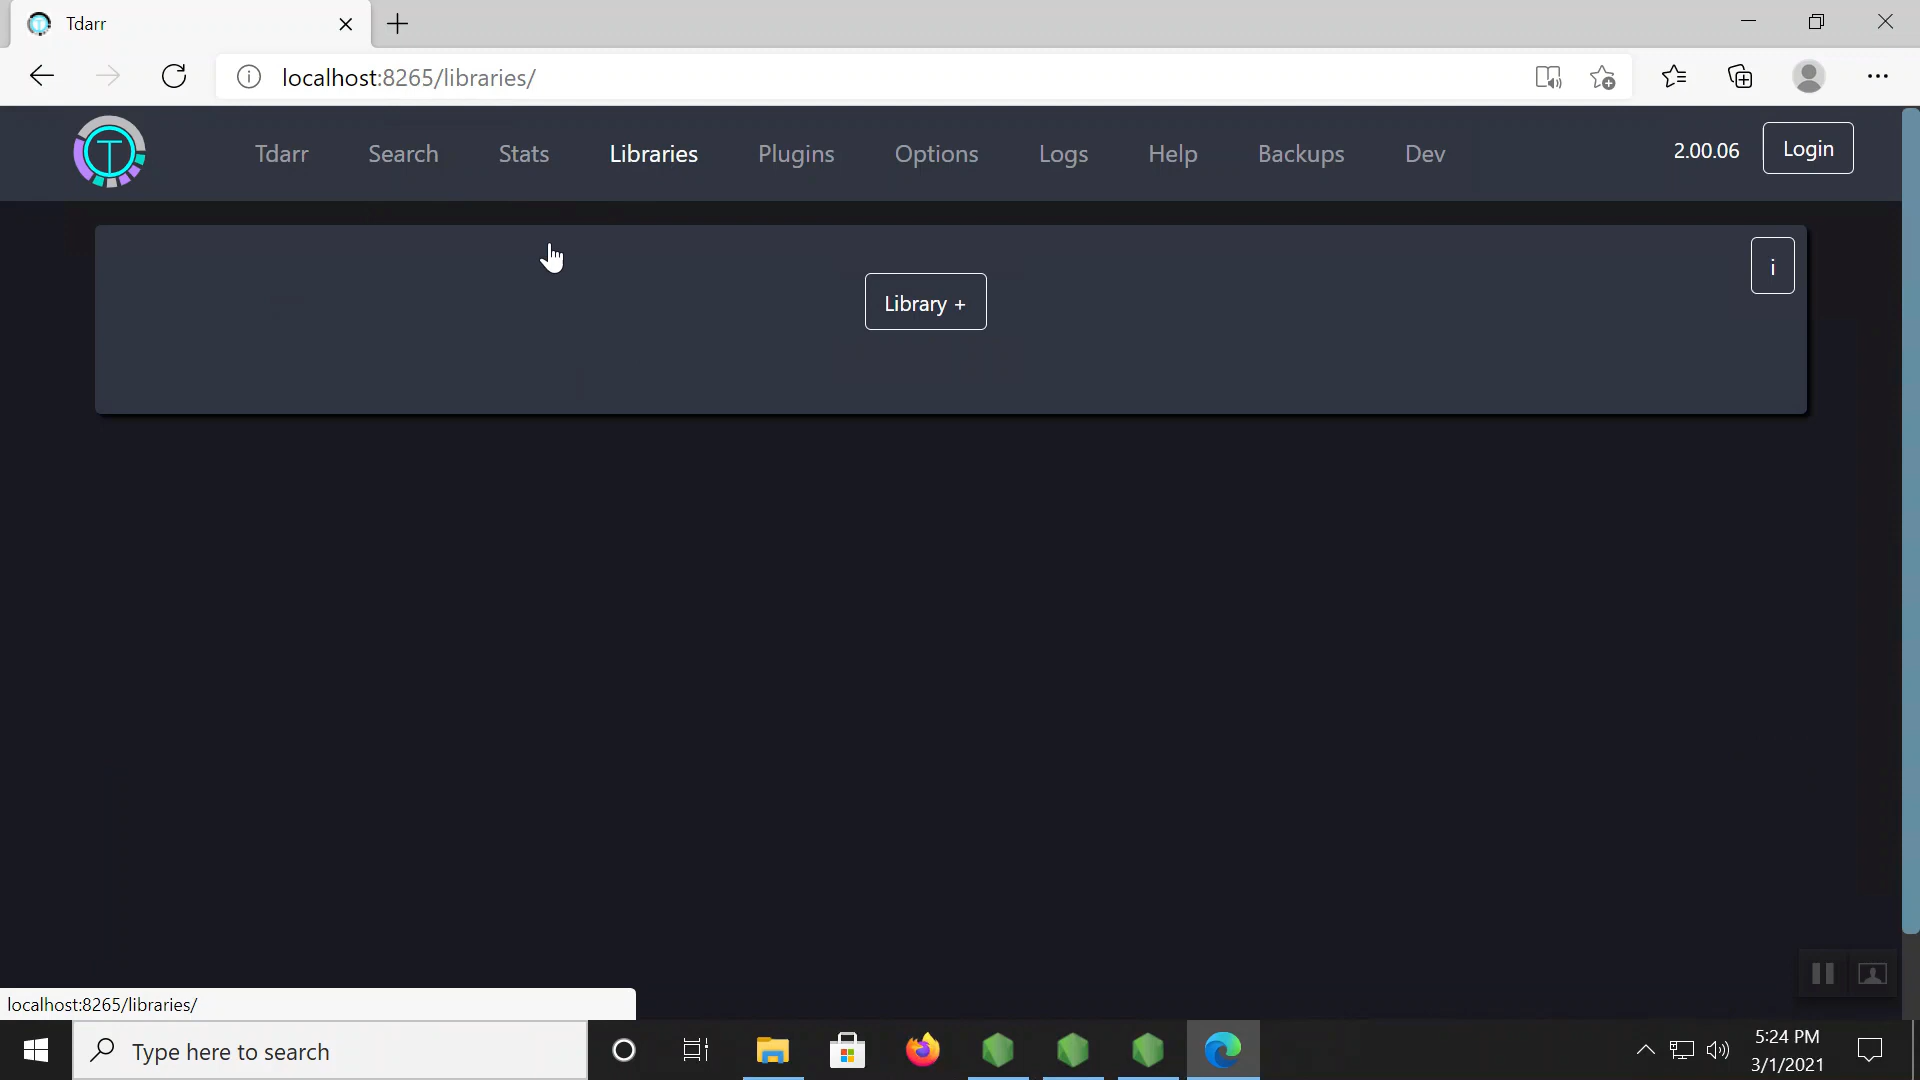 Tdarr
localhost:8265/libraries/
T
Tdarr Search Stats Libraries Plugins Options Logs Help Backups Dev 2.00.06 Login
i
Library +
localhost:8265/libraries/
Type here to search
5:24 PM
3/1/2021